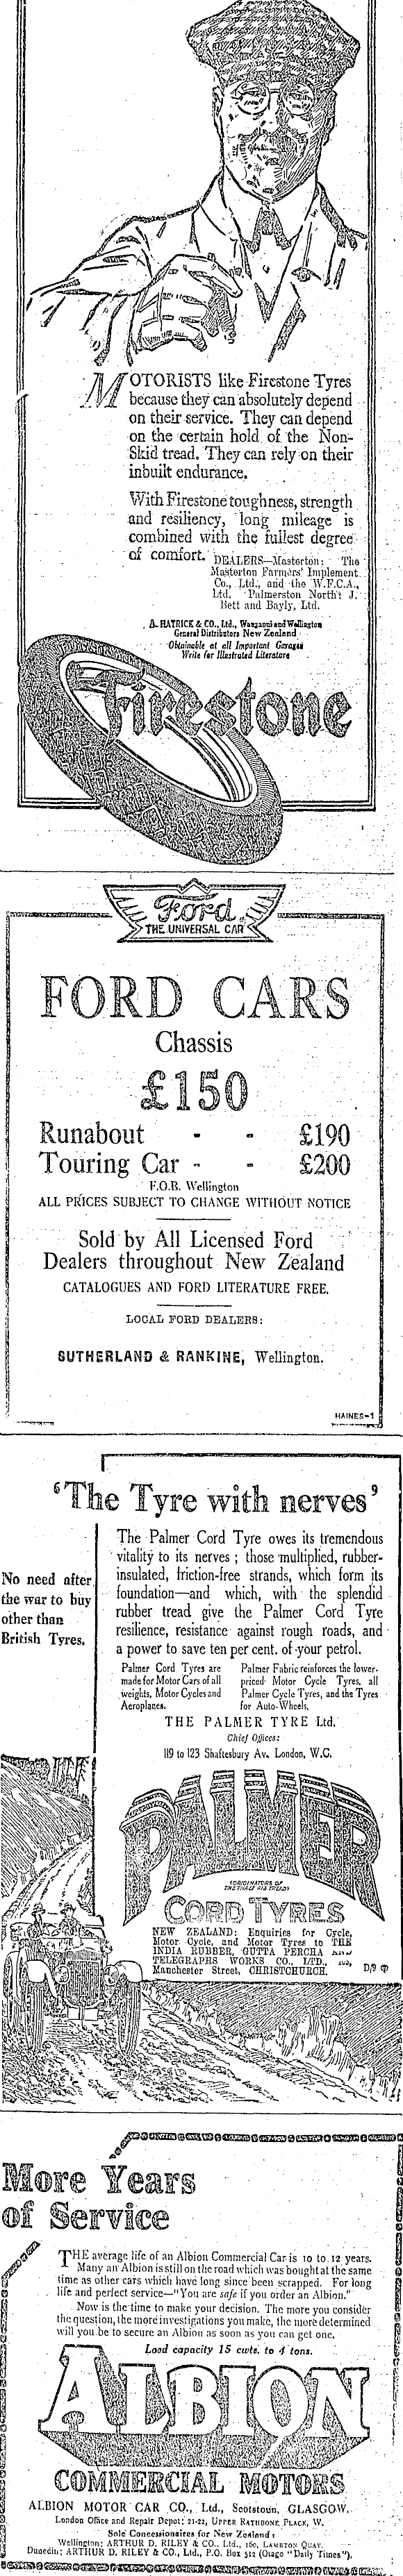 MOTORISTS like Firestone Tyres
because they can absolutely depend
on their service. They can depend
on the certain hold of the Non-
Skid tread. They can rely on their
inbuilt endurance.
With Firestone toughness, strength
and resiliency, long mileage is
combined with the fullest degree
of comfort.
DEALERS—Masterton: The
Masterton Farmers' Implement
Co., Ltd., and the W.F.C.A.,
Ltd. Palmerston North: J.
Bett and Bayly, Ltd.
A. HATRICK & CO., Ltd., Wanganui and Wellington
General Distributors New Zealand
Obtainable at all Important Garages
Write for Illustrated Literature
Firestone
Ford
THE UNIVERSAL CAR
FORD CARS
Chassis
£150
Runabout - - £190
Touring Car - - £200
F.O.B. Wellington
ALL PRICES SUBJECT TO CHANGE WITHOUT NOTICE
Sold by All Licensed Ford
Dealers throughout New Zealand
CATALOGUES AND FORD LITERATURE FREE.
LOCAL FORD DEALERS:
SUTHERLAND & RANKINE, Wellington.
HAINES-1
'The Tyre with nerves'
No need after
the war to buy
other than
British Tyres.
The Palmer Cord Tyre owes its tremendous
vitality to its nerves ; those multiplied, rubber-
insulated, friction-free strands, which form its
foundation—and which, with the splendid
rubber tread give the Palmer Cord Tyre
resilience, resistance against rough roads, and
a power to save ten per cent. of your petrol.
Palmer Cord Tyres are
made for Motor Cars of all
weights, Motor Cycles and
Aeroplanes.
Palmer Fabric reinforces the lower-
priced Motor Cycle Tyres, all
Palmer Cycle Tyres, and the Tyres
for Auto-Wheels.
THE PALMER TYRE Ltd.
Chief Offices:
119 to 123 Shaftesbury Av. London, W.C.
PALMER
(ORIGINATORS OF
THE THREE RIB TREAD)
CORD TYRES
NEW ZEALAND: Enquiries for Cycle,
Motor Cycle, and Motor Tyres to THE
INDIA RUBBER, GUTTA PERCHA AND
TELEGRAPHS WORKS CO., LTD.,
Manchester Street, CHRISTCHURCH.
More Years
of Service
THE average life of an Albion Commercial Car is 10 to 12 years.
Many an Albion is still on the road which was bought at the same
time as other cars which have long since been scrapped. For long
life and perfect service—"You are safe if you order an Albion."
Now is the time to make your decision. The more you consider
the question, the more investigations you make, the more determined
will you be to secure an Albion as soon as you can get one.
Load capacity 15 cwts. to 4 tons.
ALBION
COMMERCIAL MOTORS
ALBION MOTOR CAR CO., Ltd., Scotstoun, GLASGOW.
London Office and Repair Depot; 21-22, UPPER RATHBONE PLACE, W.
Sole Concessionaires for New Zealand:
Wellington: ARTHUR D. RILEY & CO., Ltd., 160, LAMBTON QUAY.
Dunedin: ARTHUR D. RILEY & CO., Ltd., P.O. Box 512 (Otago "Daily Times").